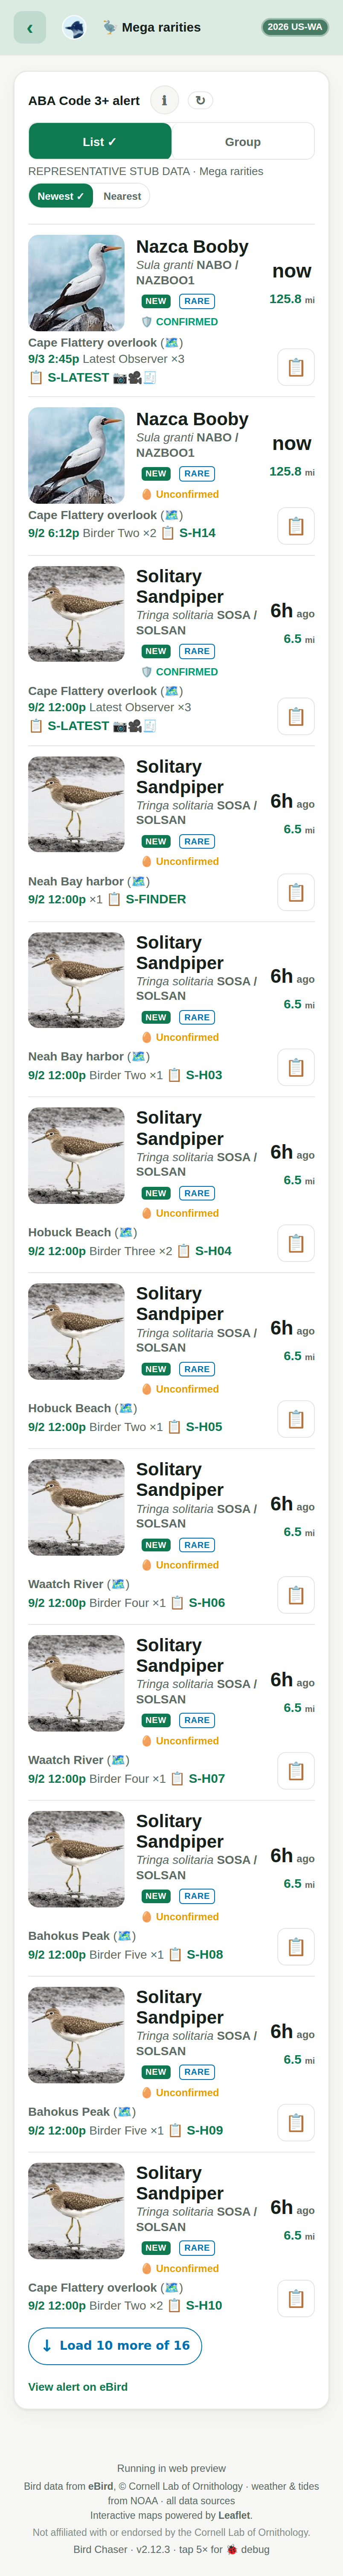 ‹ 🦤 Mega rarities 2026 US-WA
ABA Code 3+ alert ℹ ↻
List ✓ Group
REPRESENTATIVE STUB DATA · Mega rarities
Newest ✓ Nearest
Nazca Booby
now
Sula granti NABO /
NAZBOO1
125.8 mi
NEW RARE
🛡️ CONFIRMED
Cape Flattery overlook (🗺️)
9/3 2:45p Latest Observer ×3
📋 S-LATEST 📷🎥🧾
Nazca Booby
now
Sula granti NABO /
NAZBOO1
125.8 mi
NEW RARE
🥚 Unconfirmed
Cape Flattery overlook (🗺️)
9/2 6:12p Birder Two ×2 📋 S-H14
Solitary
Sandpiper
6h ago
Tringa solitaria SOSA /
SOLSAN
6.5 mi
NEW RARE
🛡️ CONFIRMED
Cape Flattery overlook (🗺️)
9/2 12:00p Latest Observer ×3
📋 S-LATEST 📷🎥🧾
Solitary
Sandpiper
6h ago
Tringa solitaria SOSA /
SOLSAN
6.5 mi
NEW RARE
🥚 Unconfirmed
Neah Bay harbor (🗺️)
9/2 12:00p ×1 📋 S-FINDER
Solitary
Sandpiper
6h ago
Tringa solitaria SOSA /
SOLSAN
6.5 mi
NEW RARE
🥚 Unconfirmed
Neah Bay harbor (🗺️)
9/2 12:00p Birder Two ×1 📋 S-H03
Solitary
Sandpiper
6h ago
Tringa solitaria SOSA /
SOLSAN
6.5 mi
NEW RARE
🥚 Unconfirmed
Hobuck Beach (🗺️)
9/2 12:00p Birder Three ×2 📋 S-H04
Solitary
Sandpiper
6h ago
Tringa solitaria SOSA /
SOLSAN
6.5 mi
NEW RARE
🥚 Unconfirmed
Hobuck Beach (🗺️)
9/2 12:00p Birder Two ×1 📋 S-H05
Solitary
Sandpiper
6h ago
Tringa solitaria SOSA /
SOLSAN
6.5 mi
NEW RARE
🥚 Unconfirmed
Waatch River (🗺️)
9/2 12:00p Birder Four ×1 📋 S-H06
Solitary
Sandpiper
6h ago
Tringa solitaria SOSA /
SOLSAN
6.5 mi
NEW RARE
🥚 Unconfirmed
Waatch River (🗺️)
9/2 12:00p Birder Four ×1 📋 S-H07
Solitary
Sandpiper
6h ago
Tringa solitaria SOSA /
SOLSAN
6.5 mi
NEW RARE
🥚 Unconfirmed
Bahokus Peak (🗺️)
9/2 12:00p Birder Five ×1 📋 S-H08
Solitary
Sandpiper
6h ago
Tringa solitaria SOSA /
SOLSAN
6.5 mi
NEW RARE
🥚 Unconfirmed
Bahokus Peak (🗺️)
9/2 12:00p Birder Five ×1 📋 S-H09
Solitary
Sandpiper
6h ago
Tringa solitaria SOSA /
SOLSAN
6.5 mi
NEW RARE
🥚 Unconfirmed
Cape Flattery overlook (🗺️)
9/2 12:00p Birder Two ×2 📋 S-H10
↓ Load 10 more of 16
View alert on eBird
Running in web preview
Bird data from eBird, © Cornell Lab of Ornithology · weather & tides
from NOAA · all data sources
Interactive maps powered by Leaflet.
Not affiliated with or endorsed by the Cornell Lab of Ornithology.
Bird Chaser · v2.12.3 · tap 5× for 🐞 debug